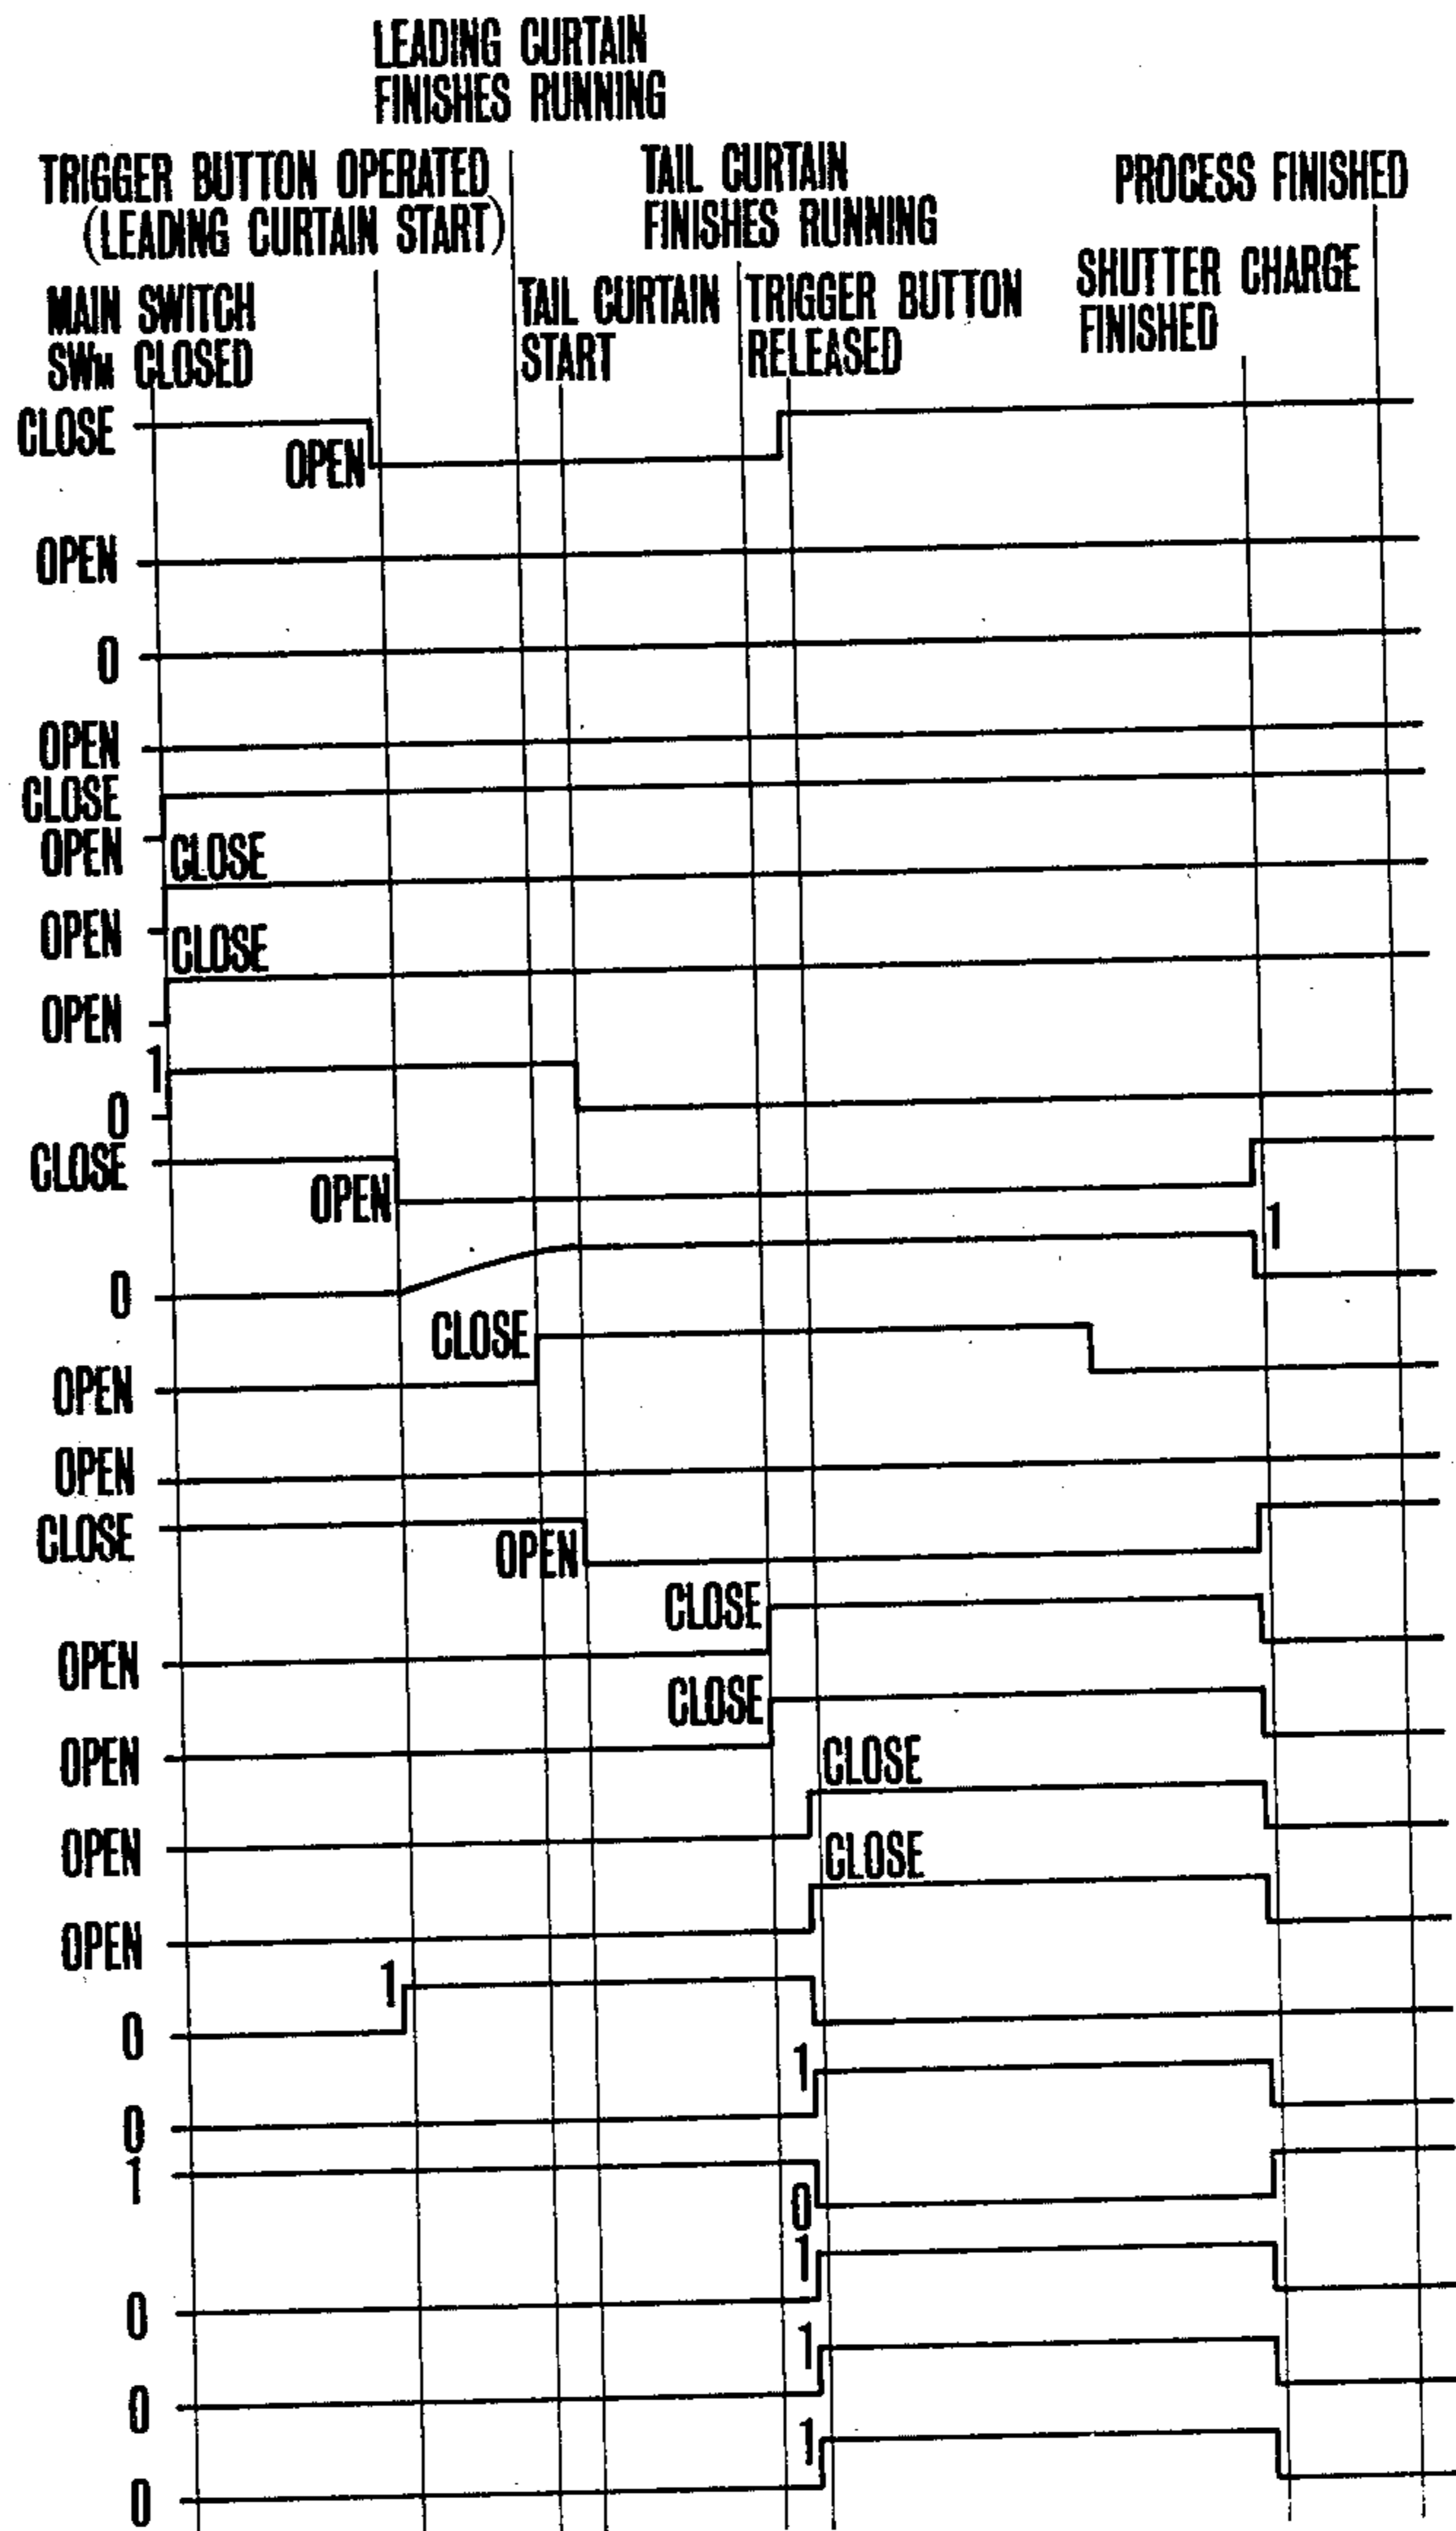 LEADING CURTAIN
FINISHES RUNNING
TRIGGER BUTTON OPERATED
(LEADING CURTAIN START)
TAIL CURTAIN
FINISHES RUNNING
PROCESS FINISHED
MAIN SWITCH
SWM CLOSED
TAIL CURTAIN
START
TRIGGER BUTTON
RELEASED
SHUTTER CHARGE
FINISHED
CLOSE
OPEN
OPEN
0
OPEN
CLOSE
OPEN
CLOSE
OPEN
CLOSE
OPEN
1
0
CLOSE
OPEN
1
0
CLOSE
OPEN
OPEN
CLOSE
OPEN
CLOSE
OPEN
CLOSE
OPEN
CLOSE
OPEN
CLOSE
OPEN
1
0
1
0
1
0
1
0
1
0
1
0